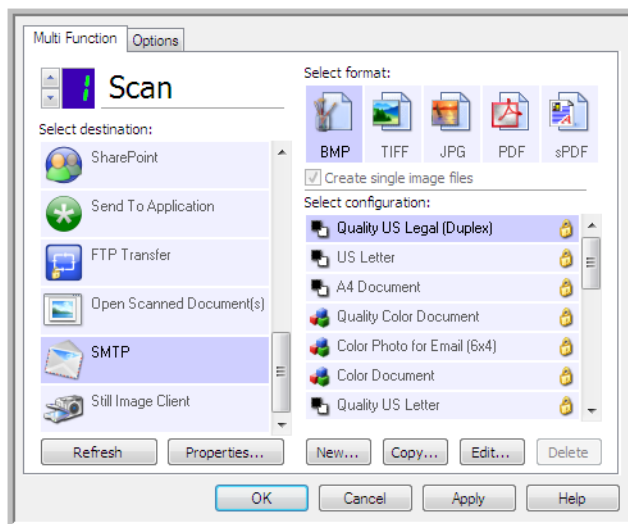 Multi Function
Options
1
Scan
Select destination:
SharePoint
Send To Application
FTP Transfer
Open Scanned Document(s)
SMTP
Still Image Client
Refresh
Properties...
Select format:
BMP
TIFF
JPG
PDF
sPDF
Create single image files
Select configuration:
Quality US Legal (Duplex)
US Letter
A4 Document
Quality Color Document
Color Photo for Email (6x4)
Color Document
Quality US Letter
New...
Copy...
Edit...
Delete
OK
Cancel
Apply
Help